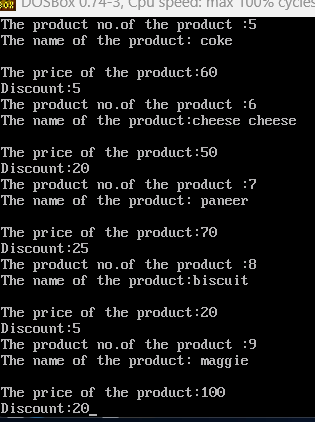 DOSBox 0.74-3, Cpu speed: max 100% cycles
The product no.of the product :5
The name of the product: coke
The price of the product:60
Discount:5
The product no.of the product :6
The name of the product:cheese cheese
The price of the product:50
Discount:20
The product no.of the product :7
The name of the product: paneer
The price of the product:70
Discount:25
The product no.of the product :8
The name of the product:biscuit
The price of the product:20
Discount:5
The product no.of the product :9
The name of the product: maggie
The price of the product:100
Discount:20_